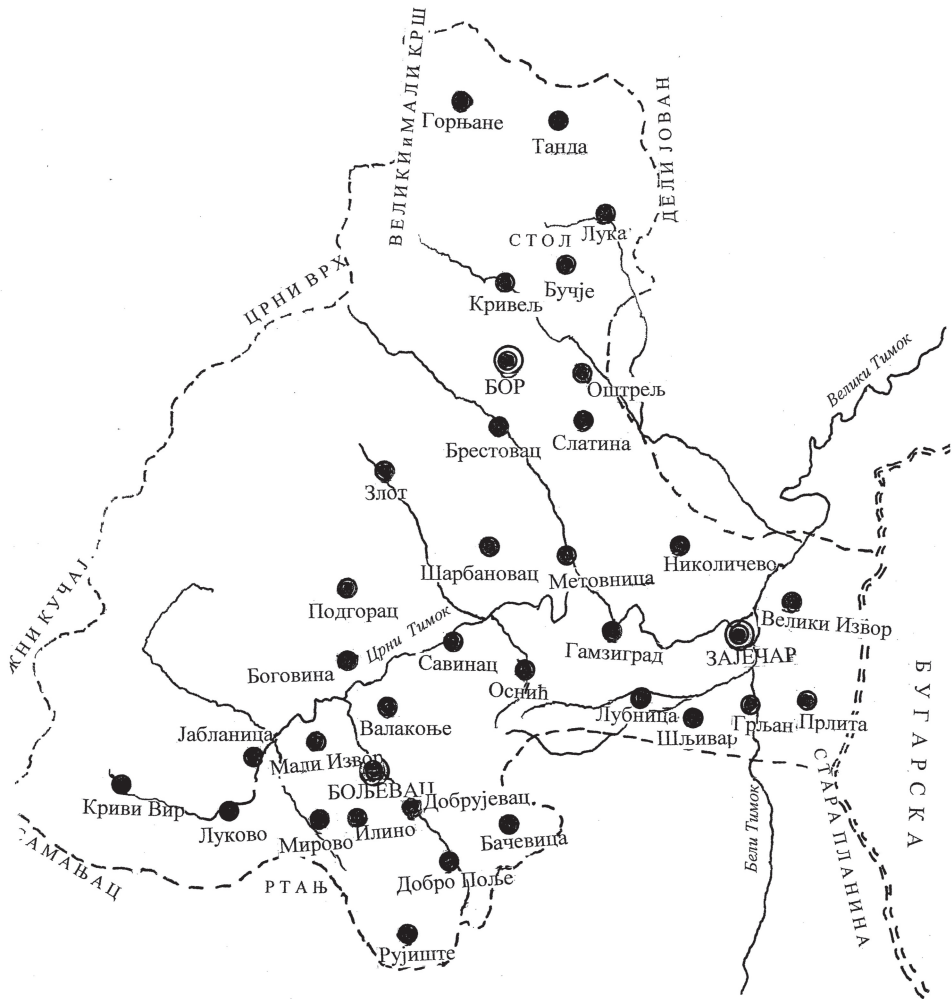 ВЕЛИКИ и МАЛИ КРШ
Горњане
Танда
ДЕЛИ ЈОВАН
СТОЛ
Лука
Бучје
Кривељ
ЦРНИ ВРХ
БОР
Оштрељ
Велики Тимок
Брестовац
Слатина
Злот
Шарбановац
Метовница
Николичево
ЖНИ КУЧАЈ
Подгорац
Црни Тимок
Велики Извор
Савинац
Гамзиград
ЗАЈЕЧАР
Боговина
Оснић
БУГАРСКА
Валакоње
Лубница
Шљивар
Грљан
Прлита
Јабланица
Мали Извор
БОЉЕВАЦ
Добрујевац
Криви Вир
Луково
Мирово
Илино
Бачевица
Бели Тимок
СТАРА ПЛАНИНА
САМАЊАЦ
РТАЊ
Добро Поље
Рујиште